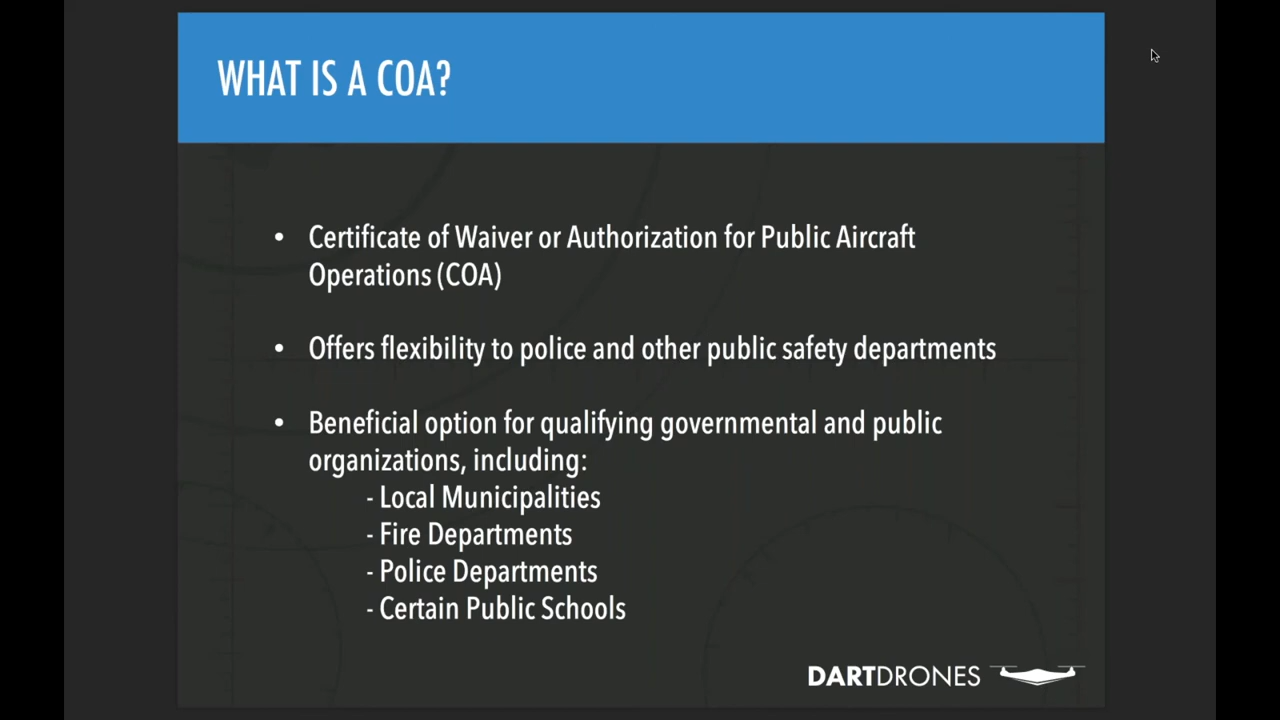 WHAT IS A COA?
• Certificate of Waiver or Authorization for Public Aircraft
Operations (COA)
• Offers flexibility to police and other public safety departments
• Beneficial option for qualifying governmental and public
organizations, including:
- Local Municipalities
- Fire Departments
- Police Departments
- Certain Public Schools
DARTDRONES